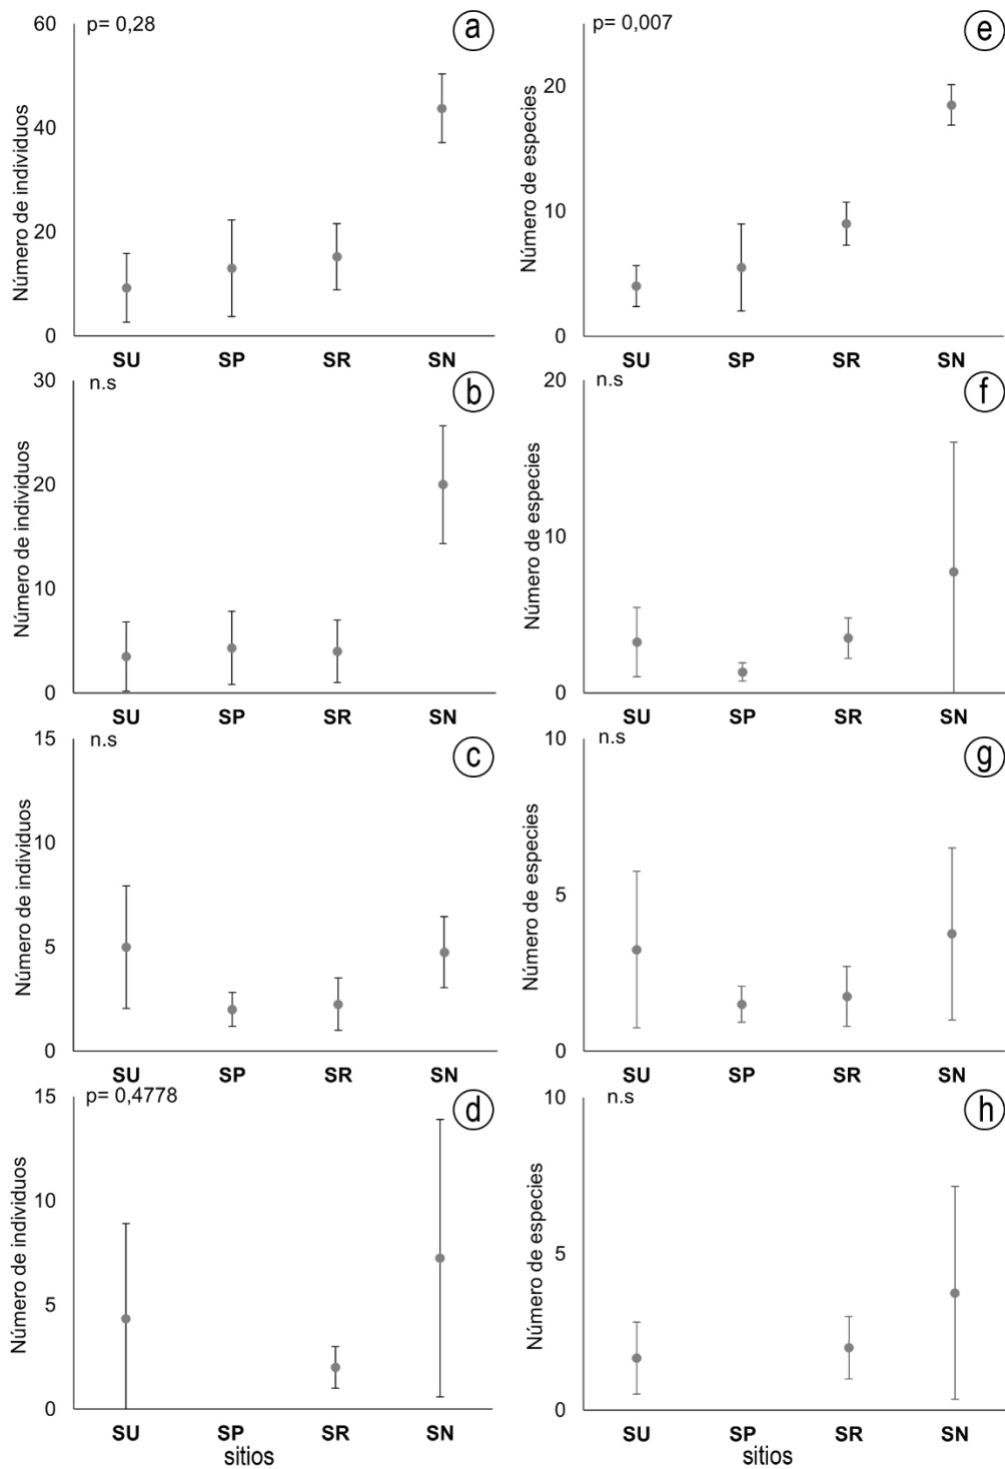 p= 0,28
a
Número de individuos
60
40
20
0
SU SP SR SN
p= 0,007
e
Número de especies
20
10
0
SU SP SR SN
n.s
b
Número de individuos
30
20
10
0
SU SP SR SN
n.s
f
Número de especies
20
10
0
SU SP SR SN
n.s
c
Número de individuos
15
10
5
0
SU SP SR SN
n.s
g
Número de especies
10
5
0
SU SP SR SN
p= 0,4778
d
Número de individuos
15
10
5
0
SU SP SR SN
sitios
n.s
h
Número de especies
10
5
0
SU SP SR SN
sitios